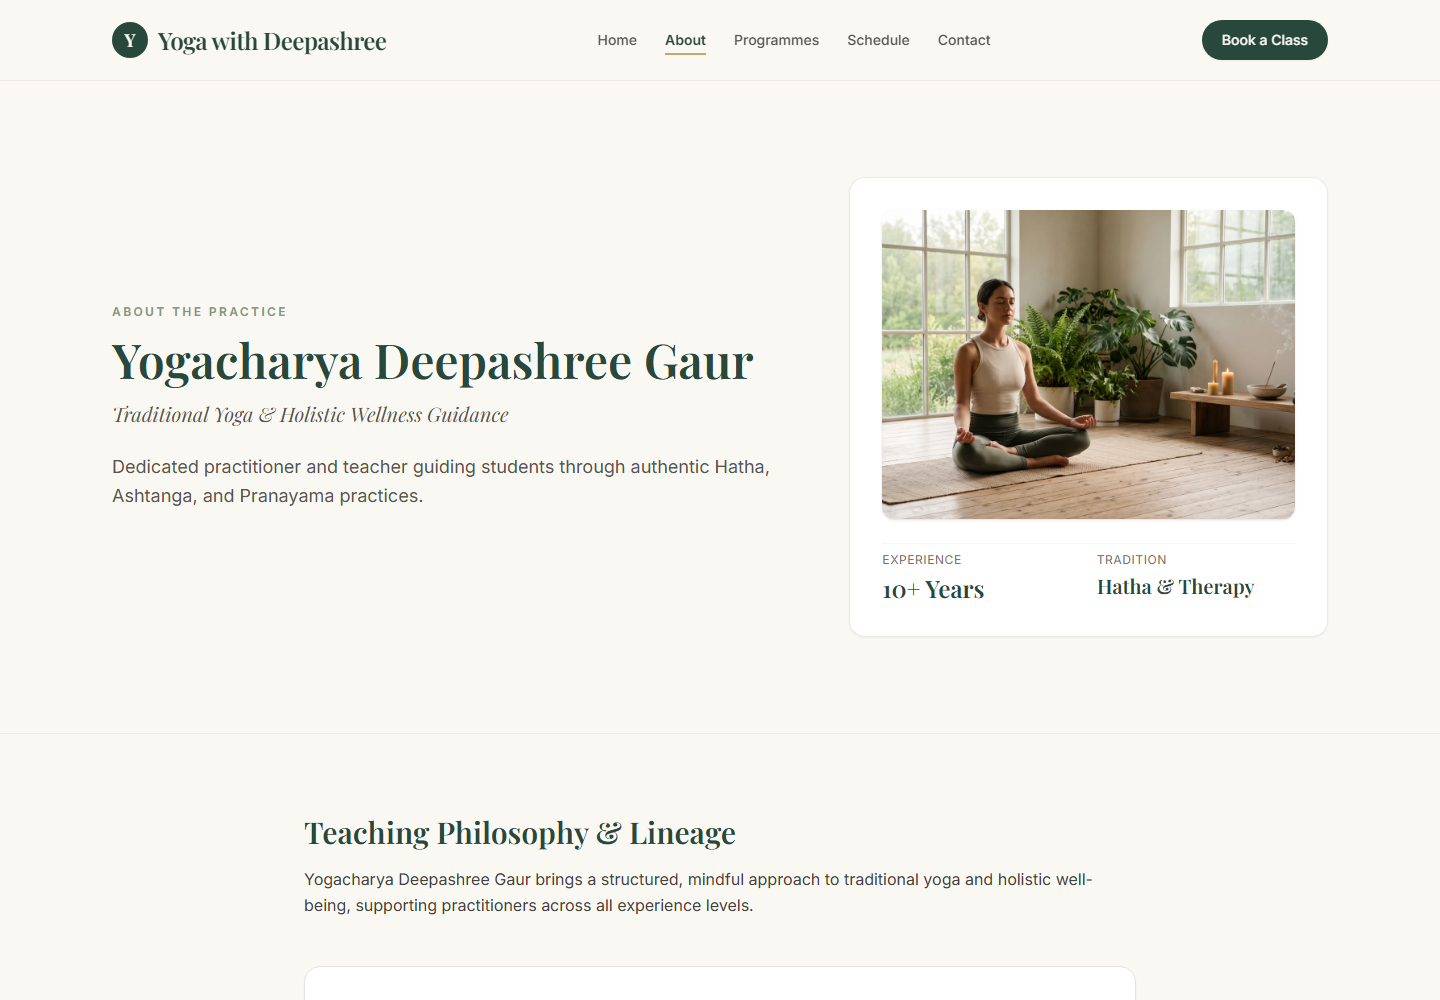 Y
Yoga with Deepashree
Home
About
Programmes
Schedule
Contact
Book a Class
ABOUT THE PRACTICE
Yogacharya Deepashree Gaur
Traditional Yoga & Holistic Wellness Guidance
Dedicated practitioner and teacher guiding students through authentic Hatha,
Ashtanga, and Pranayama practices.
EXPERIENCE
10+ Years
TRADITION
Hatha & Therapy
Teaching Philosophy & Lineage
Yogacharya Deepashree Gaur brings a structured, mindful approach to traditional yoga and holistic well-
being, supporting practitioners across all experience levels.